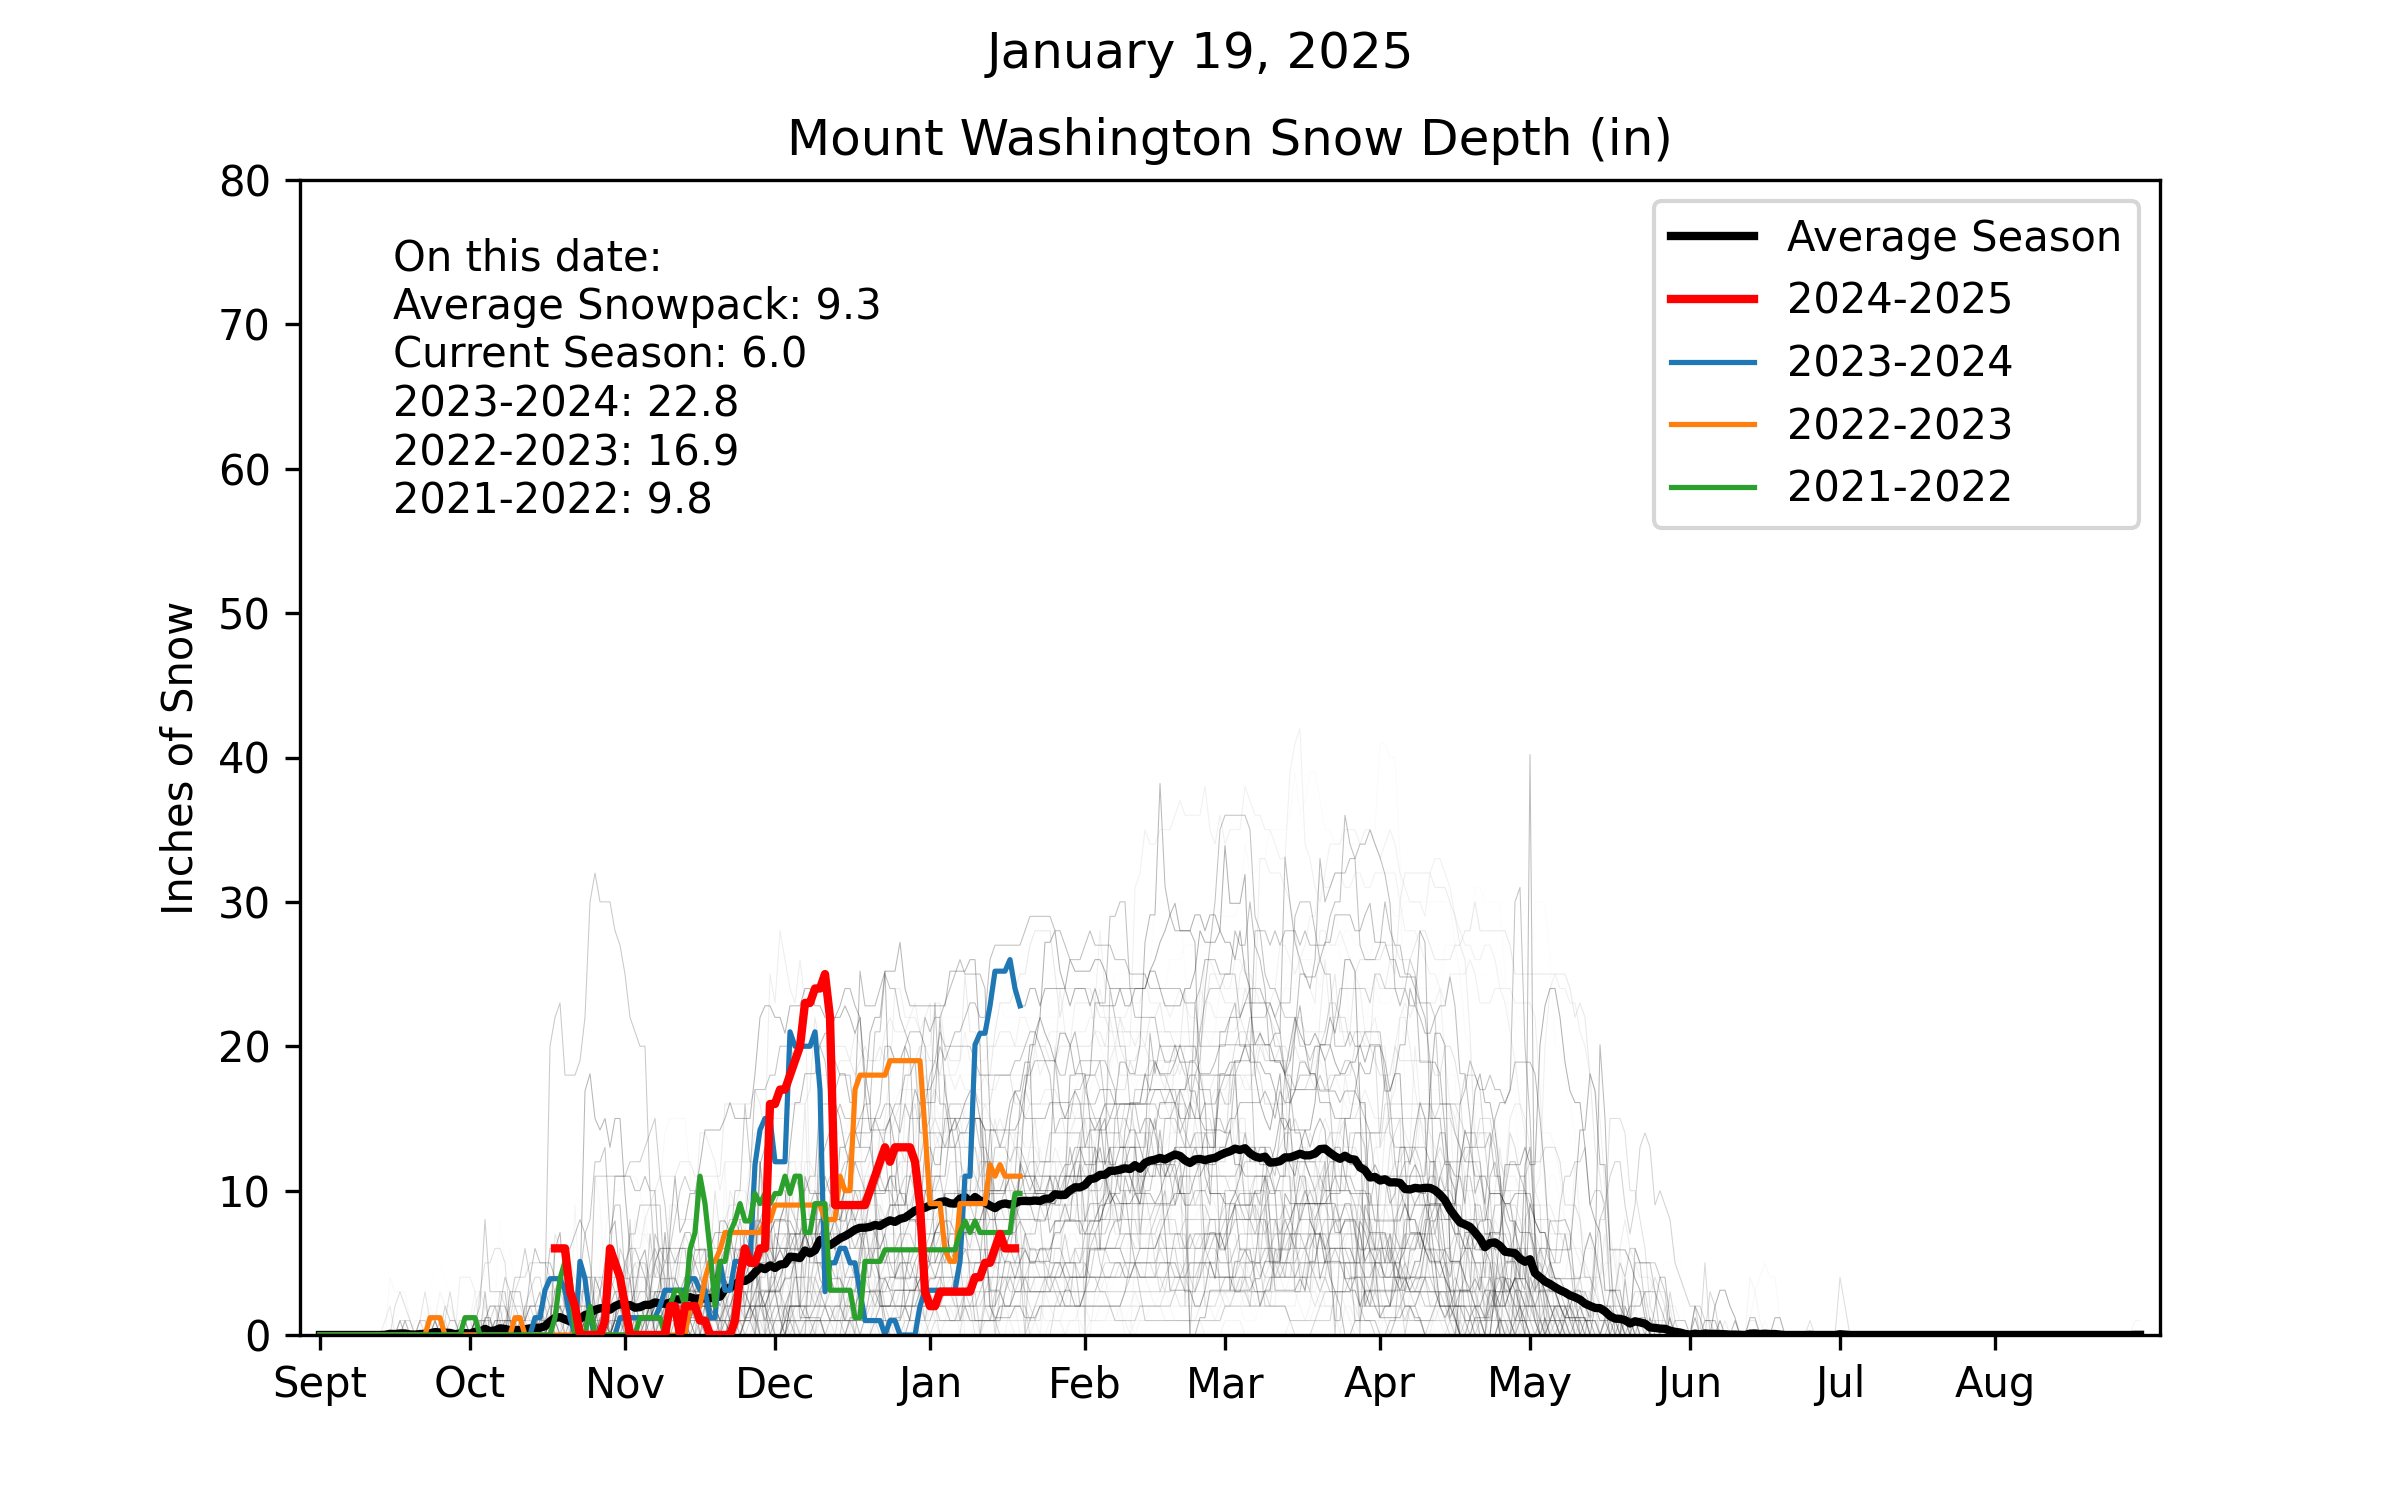 January 19, 2025
Mount Washington Snow Depth (in)
On this date:
Average Snowpack: 9.3
Current Season: 6.0
2023-2024: 22.8
2022-2023: 16.9
2021-2022: 9.8
Average Season
2024-2025
2023-2024
2022-2023
2021-2022
Inches of Snow
80
70
60
50
40
30
20
10
0
Sept Oct Nov Dec Jan Feb Mar Apr May Jun Jul Aug